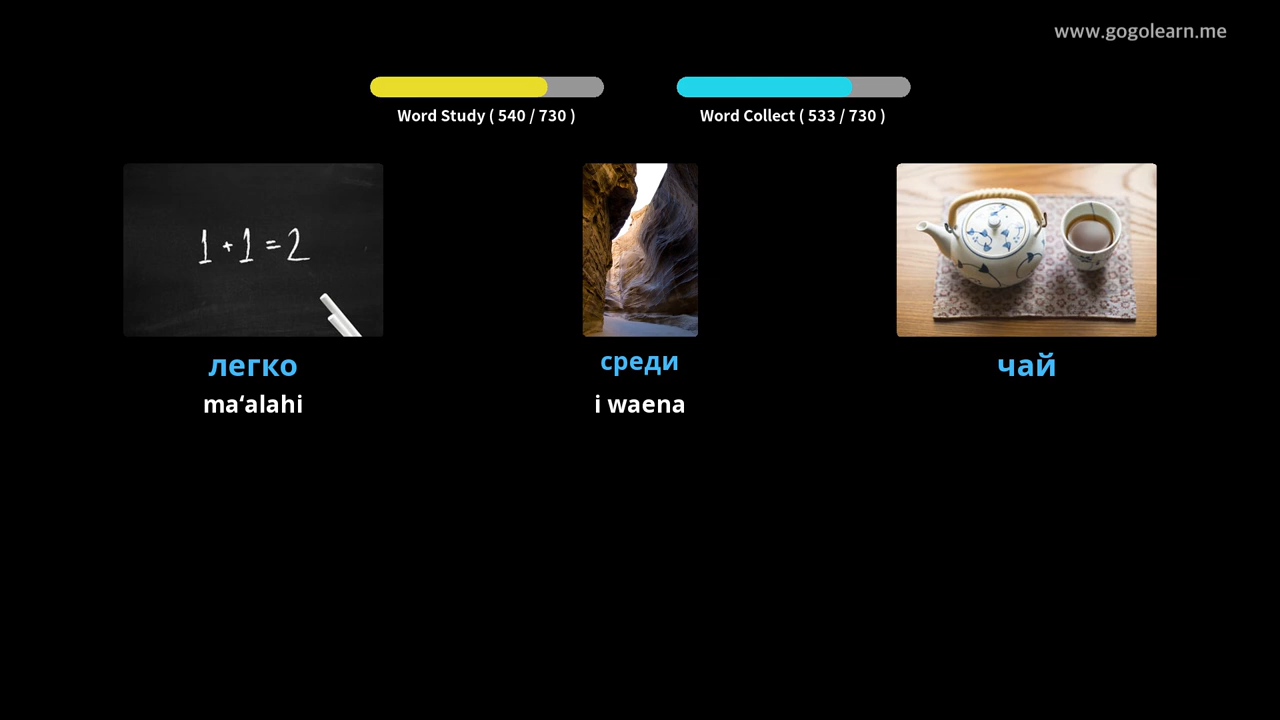 www.gogolearn.me
Word Study ( 540 / 730 )
Word Collect ( 533 / 730 )
1 + 1 = 2
легко
среди
чай
maʻalahi
i waena